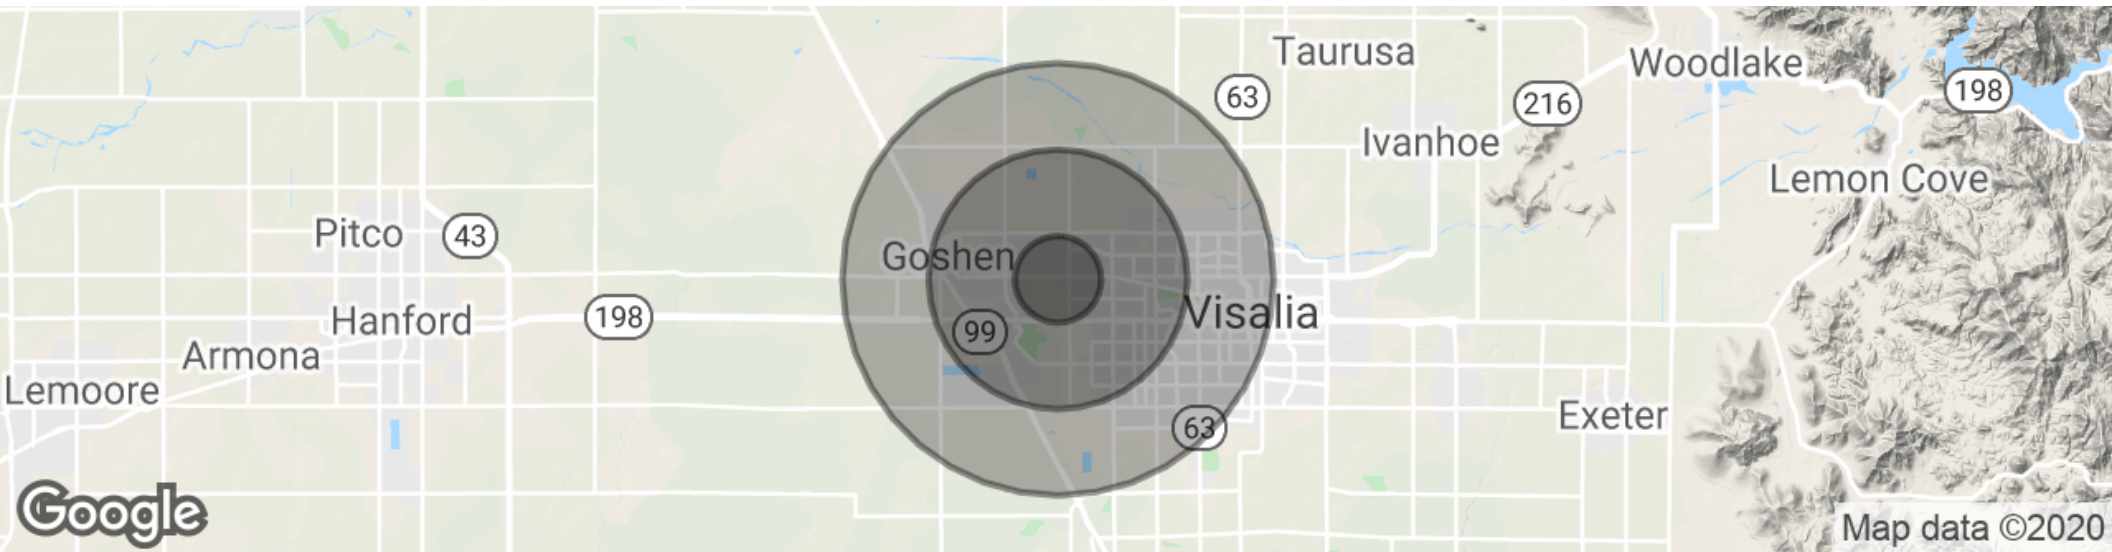 Taurusa
Woodlake
63
216
198
Ivanhoe
Lemon Cove
Pitco
43
Goshen
Hanford
198
99
Visalia
Armona
Lemoore
Exeter
63
Google
Map data ©2020